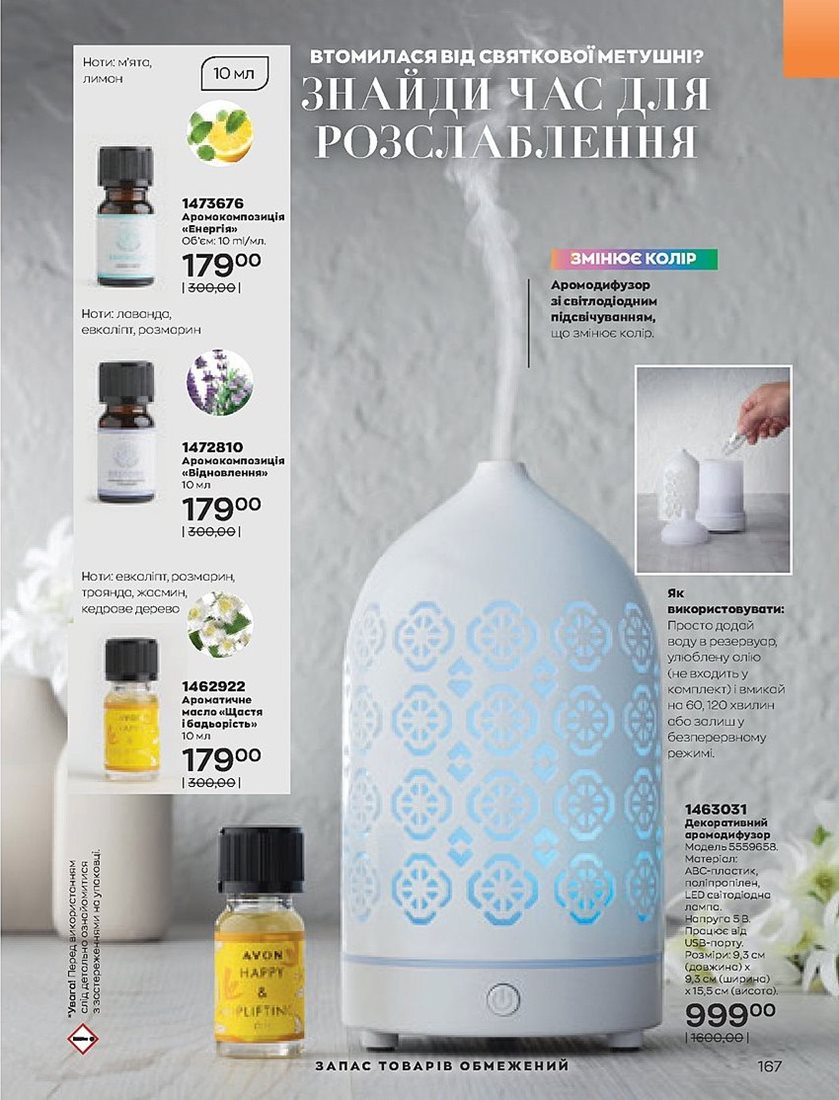 ВТОМИЛАСЯ ВІД СВЯТКОВОЇ МЕТУШНІ?
ЗНАЙДИ ЧАС ДЛЯ
РОЗСЛАБЛЕННЯ
Ноти: м'ята,
лимон
10 мл
1473676
Аромокомпозиція
«Енергія»
Об'єм: 10 ml/мл.
179⁰⁰
|300,00|
Ноти: лаванда,
евкаліпт, розмарин
1472810
Аромокомпозиція
«Відновлення»
10 мл
179⁰⁰
|300,00|
Ноти: евкаліпт, розмарин,
троянда, жасмин,
кедрове дерево
1462922
Ароматичне
масло «Щастя
і бадьорість»
10 мл
179⁰⁰
|300,00|
ЗМІНЮЄ КОЛІР
Аромодифузор
зі світлодіодним
підсвічуванням,
що змінює колір.
Як
використовувати:
Просто додай
воду в резервуар,
улюблену олію
(не входить у
комплект) і вмикай
на 60, 120 хвилин
або залиш у
безперервному
режимі.
1463031
Декоративний
аромодифузор
Модель 5559658.
Матеріал:
АВС-пластик,
поліпропілен,
LED світлодіодна
лампа.
Напруга 5 В.
Працює від
USB-порту.
Розміри: 9,3 см
(довжина) х
9,3 см (ширина)
х 15,5 см (висота).
999⁰⁰
|1600,00|
*Увага! Перед використанням
слід детально ознайомитися
з застереженнями на упаковці.
AVON
HAPPY
&
UPLIFTING
ЗАПАС ТОВАРІВ ОБМЕЖЕНИЙ
167